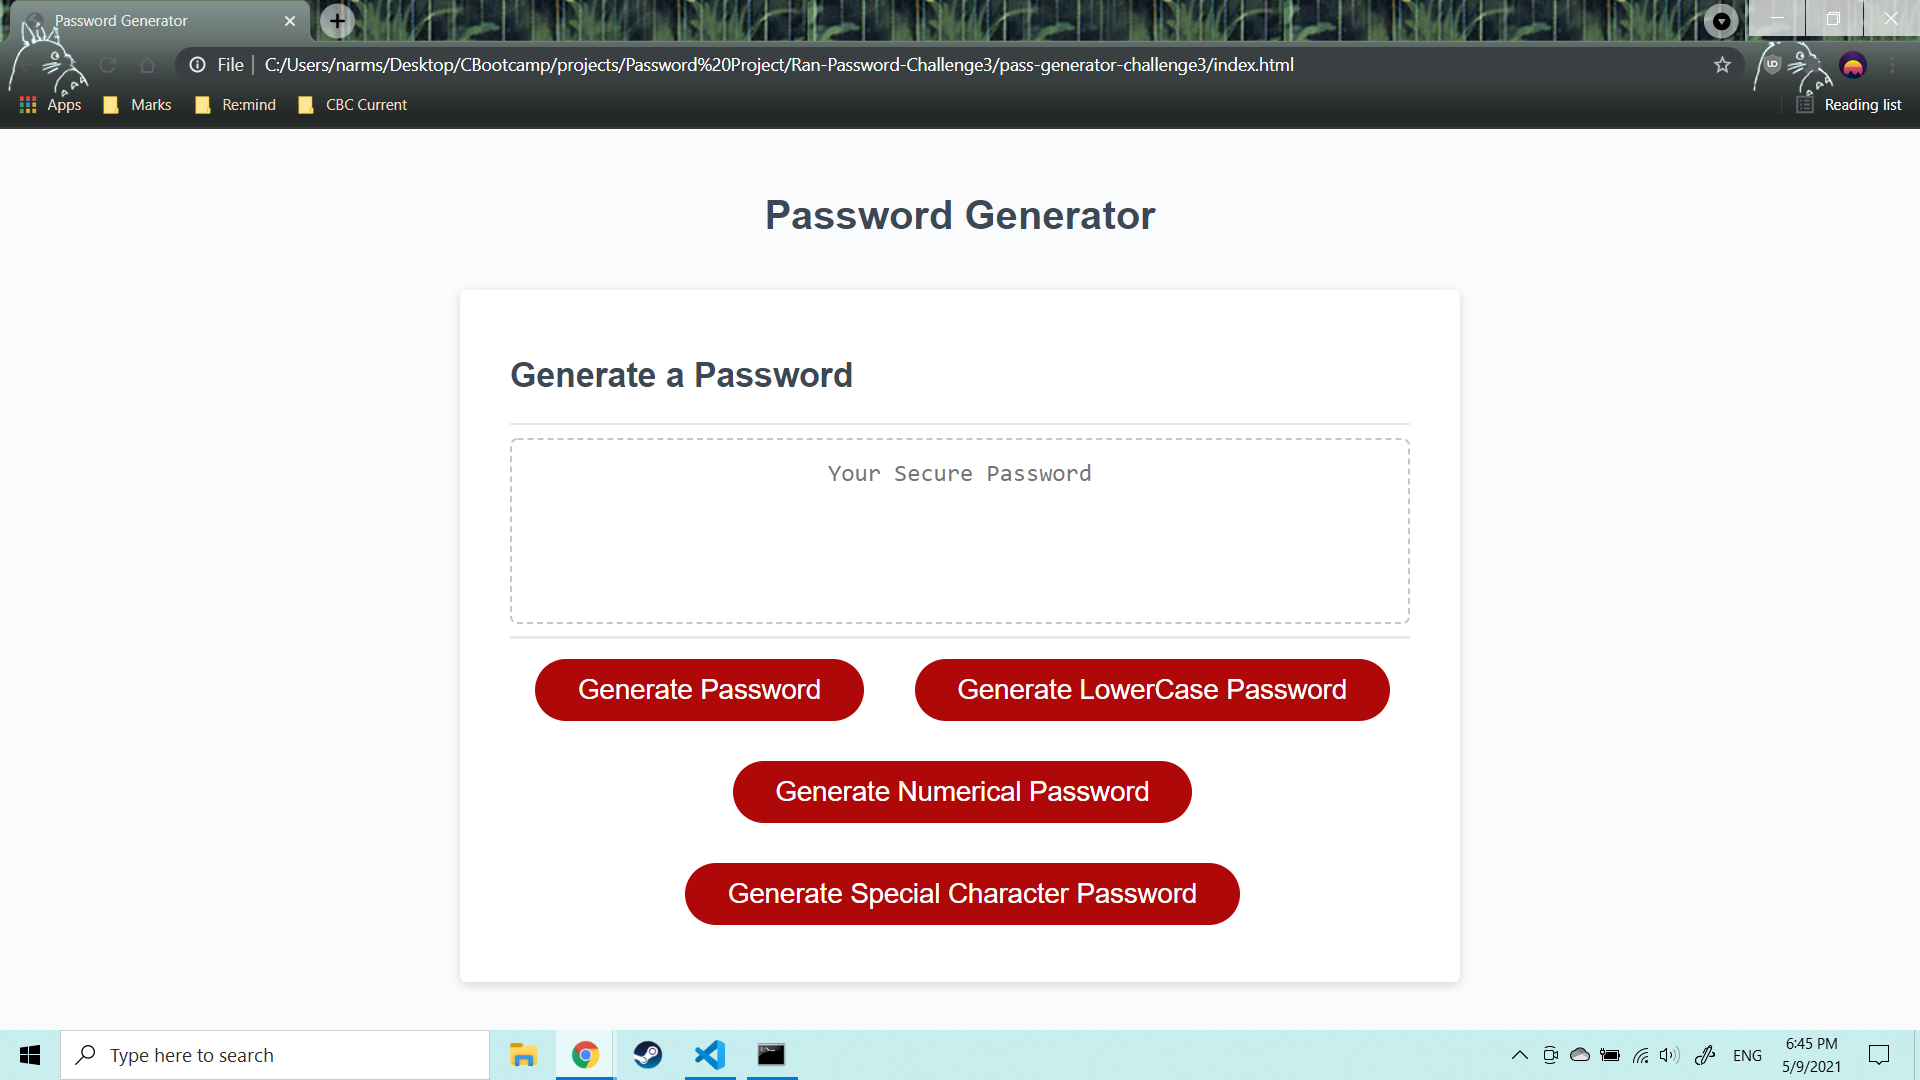 Password Generator
File C:/Users/narms/Desktop/CBootcamp/projects/Password%20Project/Ran-Password-Challenge3/pass-generator-challenge3/index.html
Apps Marks Re:mind CBC Current Reading list
Password Generator
Generate a Password
Your Secure Password
Generate Password Generate LowerCase Password
Generate Numerical Password
Generate Special Character Password
Type here to search
ENG
6:45 PM
5/9/2021